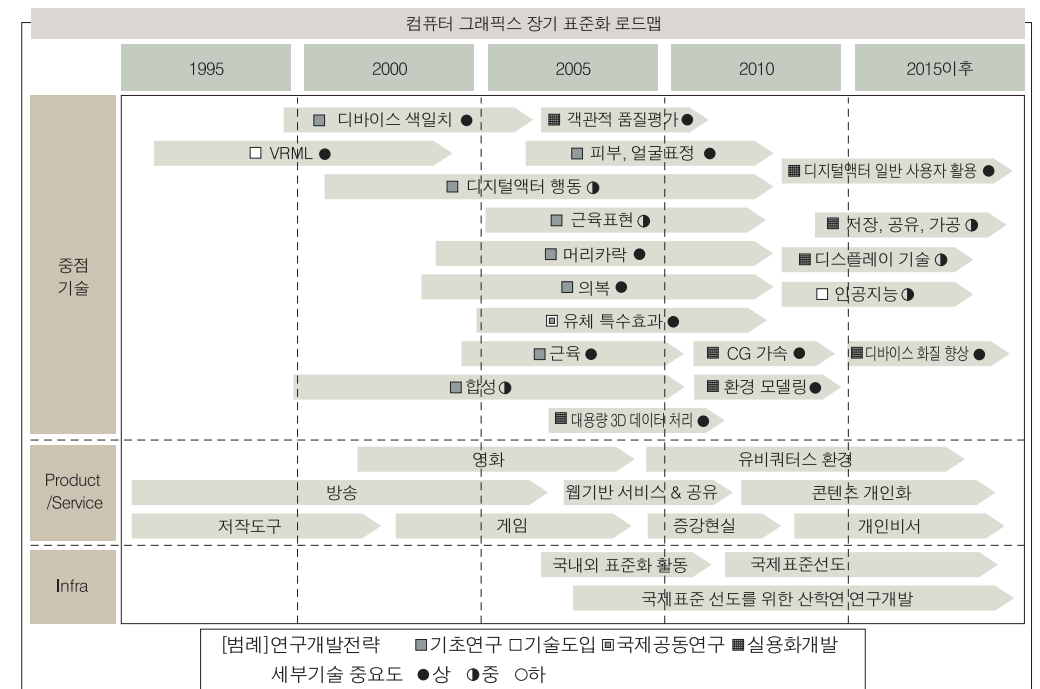 컴퓨터 그래픽스 장기 표준화 로드맵
1995 2000 2005 2010 2015이후
중점
기술
디바이스 색일치 ● ▦ 객관적 품질평가 ●
□ VRML ● 피부, 얼굴표정 ●
▦ 디지털액터 일반 사용자 활용 ●
디지털액터 행동 ◑
근육표현 ◑ ▦ 저장, 공유, 가공 ◑
머리카락 ● ▦ 디스플레이 기술 ◑
의복 ● □ 인공지능 ◑
▣ 유체 특수효과 ●
근육 ● ▦ CG 가속 ● ▦ 디바이스 화질 향상 ●
합성 ◑ ▦ 환경 모델링 ●
▦ 대용량 3D 데이터 처리 ●
Product
/Service
영화 유비쿼터스 환경
방송 웹기반 서비스 & 공유 콘텐츠 개인화
저작도구 게임 증강현실 개인비서
Infra
국내외 표준화 활동 국제표준선도
국제표준 선도를 위한 산학연 연구개발
[범례] 연구개발전략 ■기초연구 □기술도입 ▣국제공동연구 ▦실용화개발
세부기술 중요도 ●상 ◑중 ○하